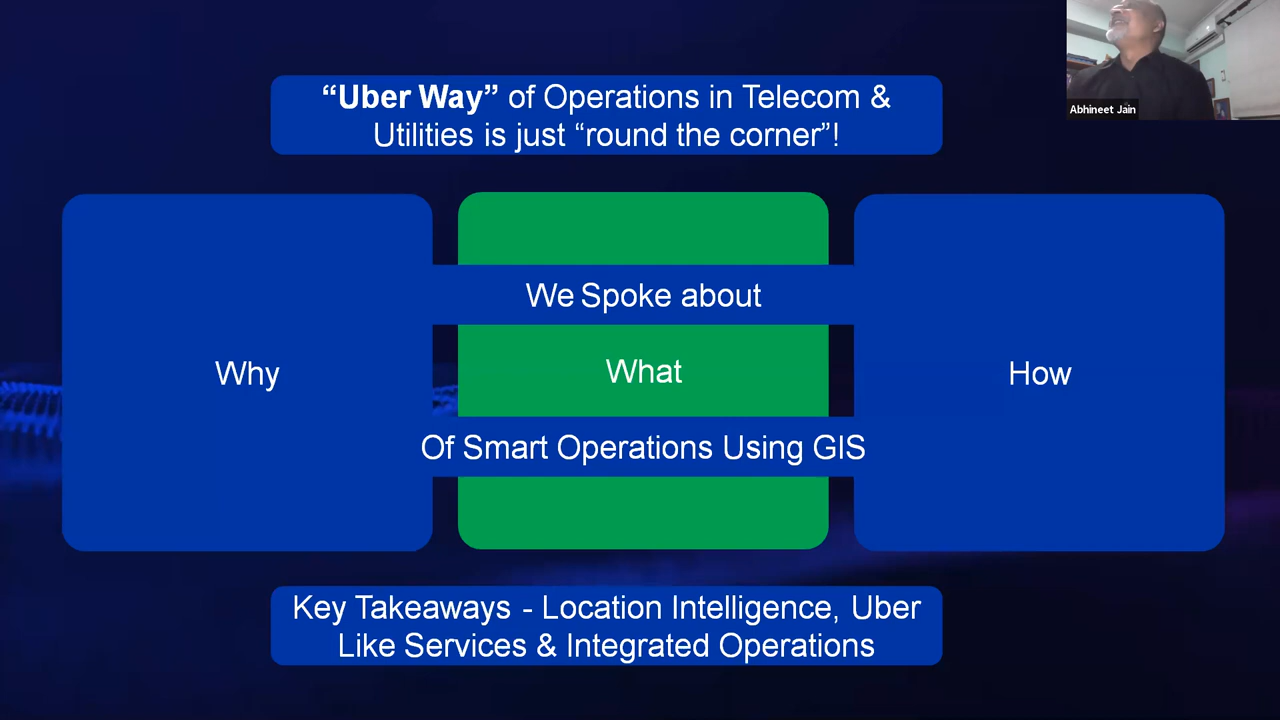 “Uber Way” of Operations in Telecom &
Utilities is just “round the corner”!
Abhineet Jain
We Spoke about
Why
What
How
Of Smart Operations Using GIS
Key Takeaways - Location Intelligence, Uber
Like Services & Integrated Operations